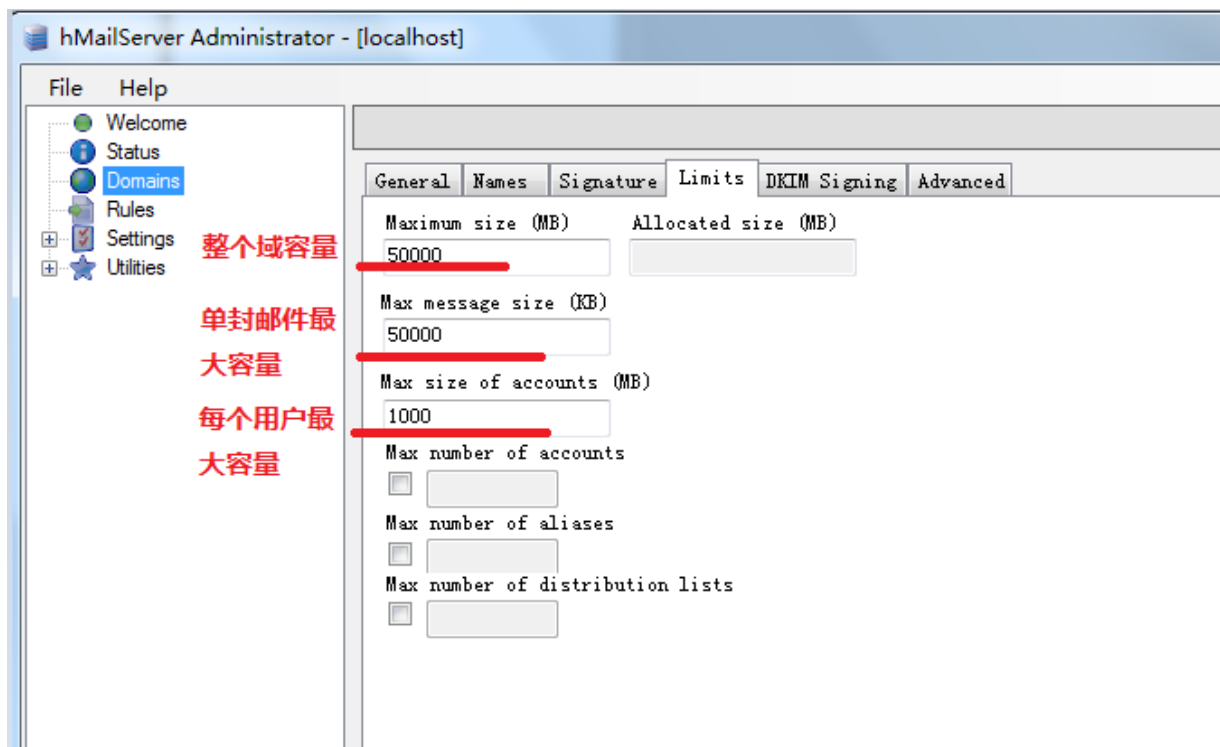 hMailServer Administrator - [localhost]
File Help
Welcome
Status
Domains
Rules
Settings
Utilities
General Names Signature Limits DKIM Signing Advanced
Maximum size (MB) Allocated size (MB)
整个域容量
50000
Max message size (KB)
单封邮件最
大容量
50000
Max size of accounts (MB)
每个用户最
大容量
1000
Max number of accounts
Max number of aliases
Max number of distribution lists